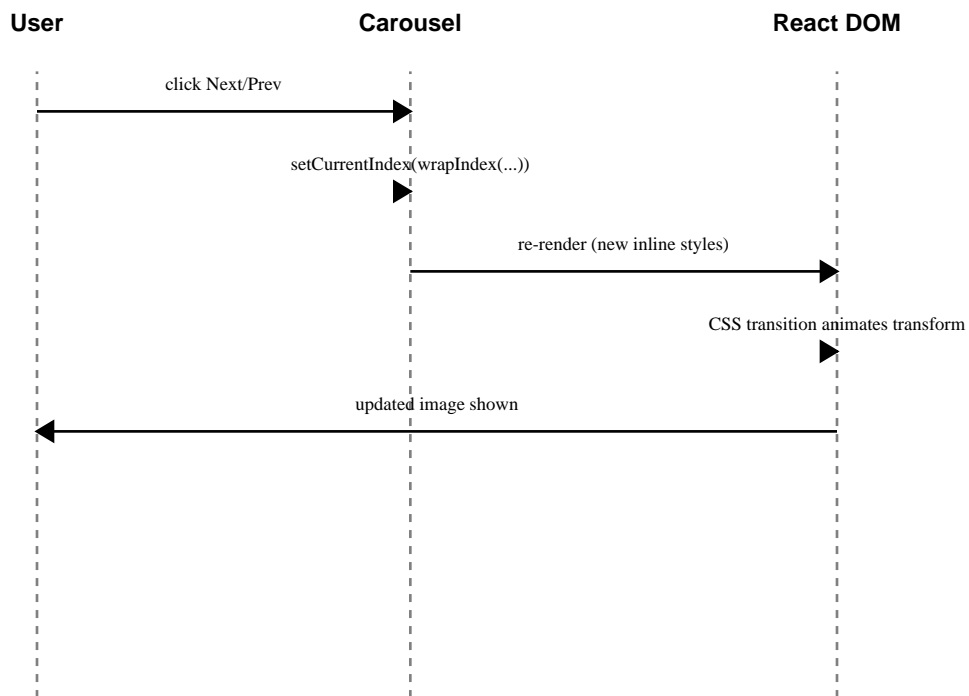 User Carousel React DOM
click Next/Prev
setCurrentIndex(wrapIndex(...))
re-render (new inline styles)
CSS transition animates transform
updated image shown